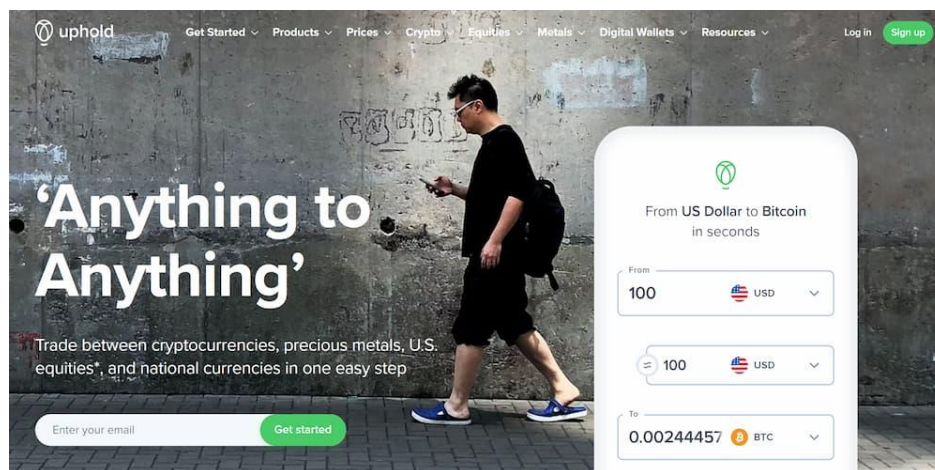 uphold
Get Started Products Prices Crypto Equities Metals Digital Wallets Resources
Log in Sign up
‘Anything to
Anything’
Trade between cryptocurrencies, precious metals, U.S.
equities*, and national currencies in one easy step
Enter your email Get started
From US Dollar to Bitcoin
in seconds
From
100 USD
≈ 100 USD
To
0.00244457 BTC